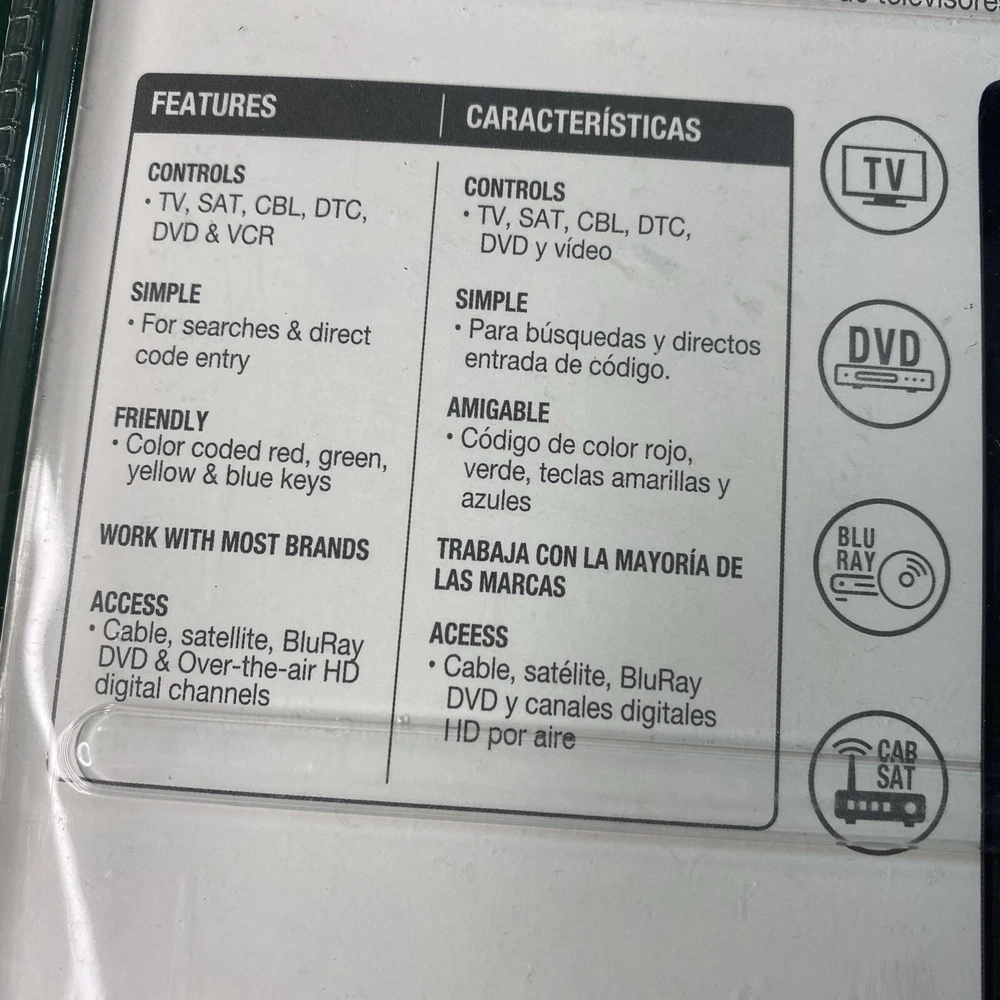 de televisores
FEATURES
CONTROLS
• TV, SAT, CBL, DTC,
DVD & VCR
SIMPLE
• For searches & direct
code entry
FRIENDLY
• Color coded red, green,
yellow & blue keys
WORK WITH MOST BRANDS
ACCESS
• Cable, satellite, BluRay
DVD & Over-the-air HD
digital channels
CARACTERÍSTICAS
CONTROLS
• TV, SAT, CBL, DTC,
DVD y vídeo
SIMPLE
• Para búsquedas y directos
entrada de código.
AMIGABLE
• Código de color rojo,
verde, teclas amarillas y
azules
TRABAJA CON LA MAYORÍA DE
LAS MARCAS
ACEESS
• Cable, satélite, BluRay
DVD y canales digitales
HD por aire
TV
DVD
BLU
RAY
CAB
SAT